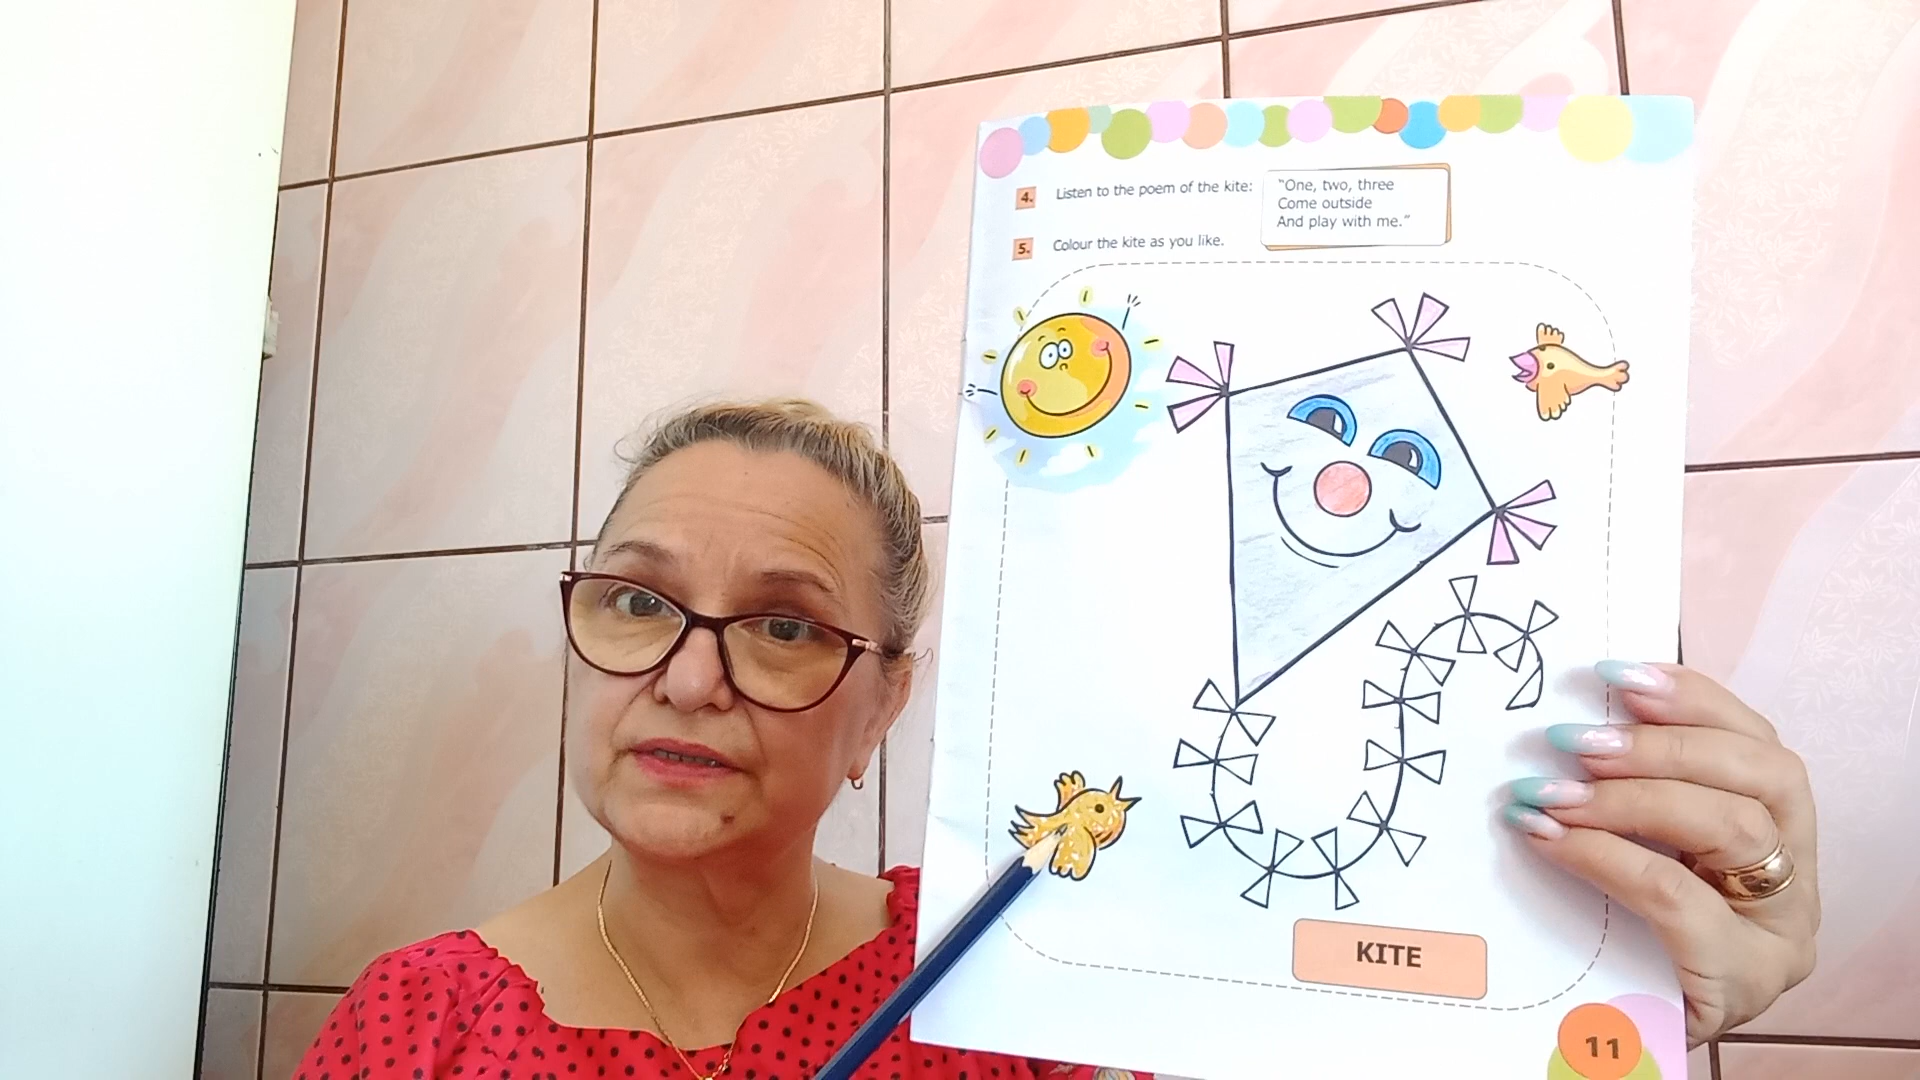 4. Listen to the poem of the kite:
"One, two, three
Come outside
And play with me."
5. Colour the kite as you like.
KITE
11